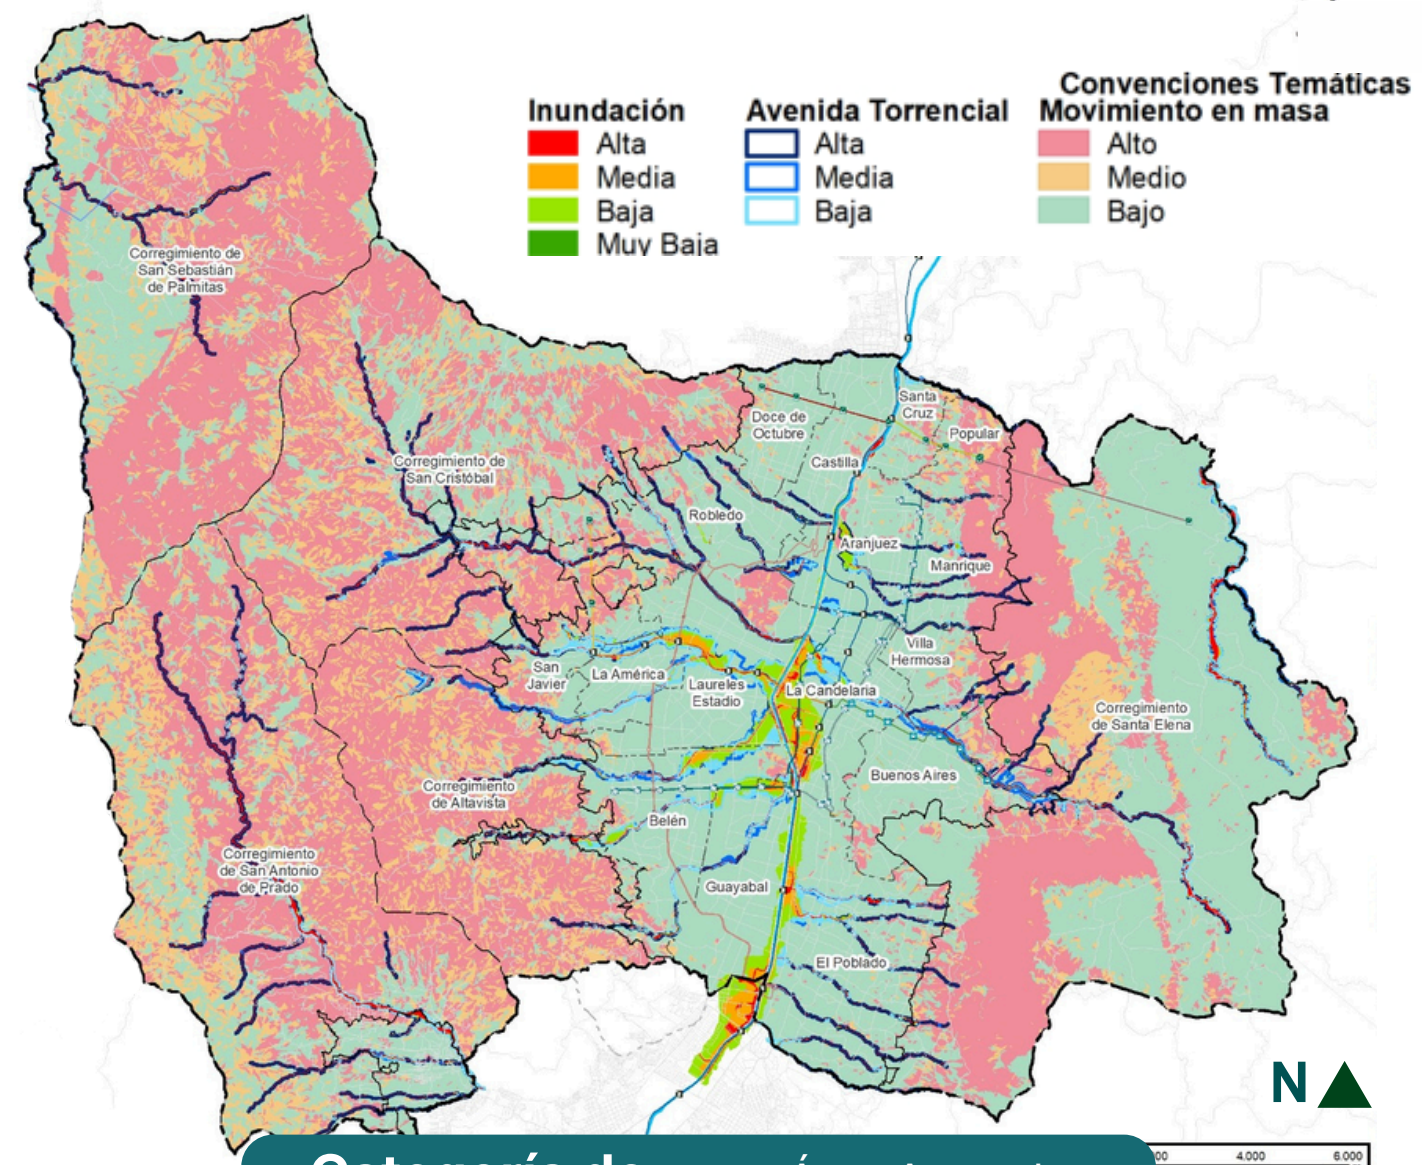 Convenciones Temáticas
Inundación
Avenida Torrencial
Movimiento en masa
Alta
Alta
Alto
Media
Media
Medio
Baja
Baja
Bajo
Muy Baja
Corregimiento de
San Sebastián
de Palmitas
Santa
Cruz
Doce de
Octubre
Popular
Castilla
Corregimiento de
San Cristóbal
Robledo
Aranjuez
Manrique
Villa
Hermosa
San
Javier
La América
Laureles
Estadio
La Candelaria
Corregimiento
de Santa Elena
Buenos Aires
Corregimiento
de Altavista
Belén
Corregimiento
de San Antonio
de Prado
Guayabal
El Poblado
N
4.000
6.000